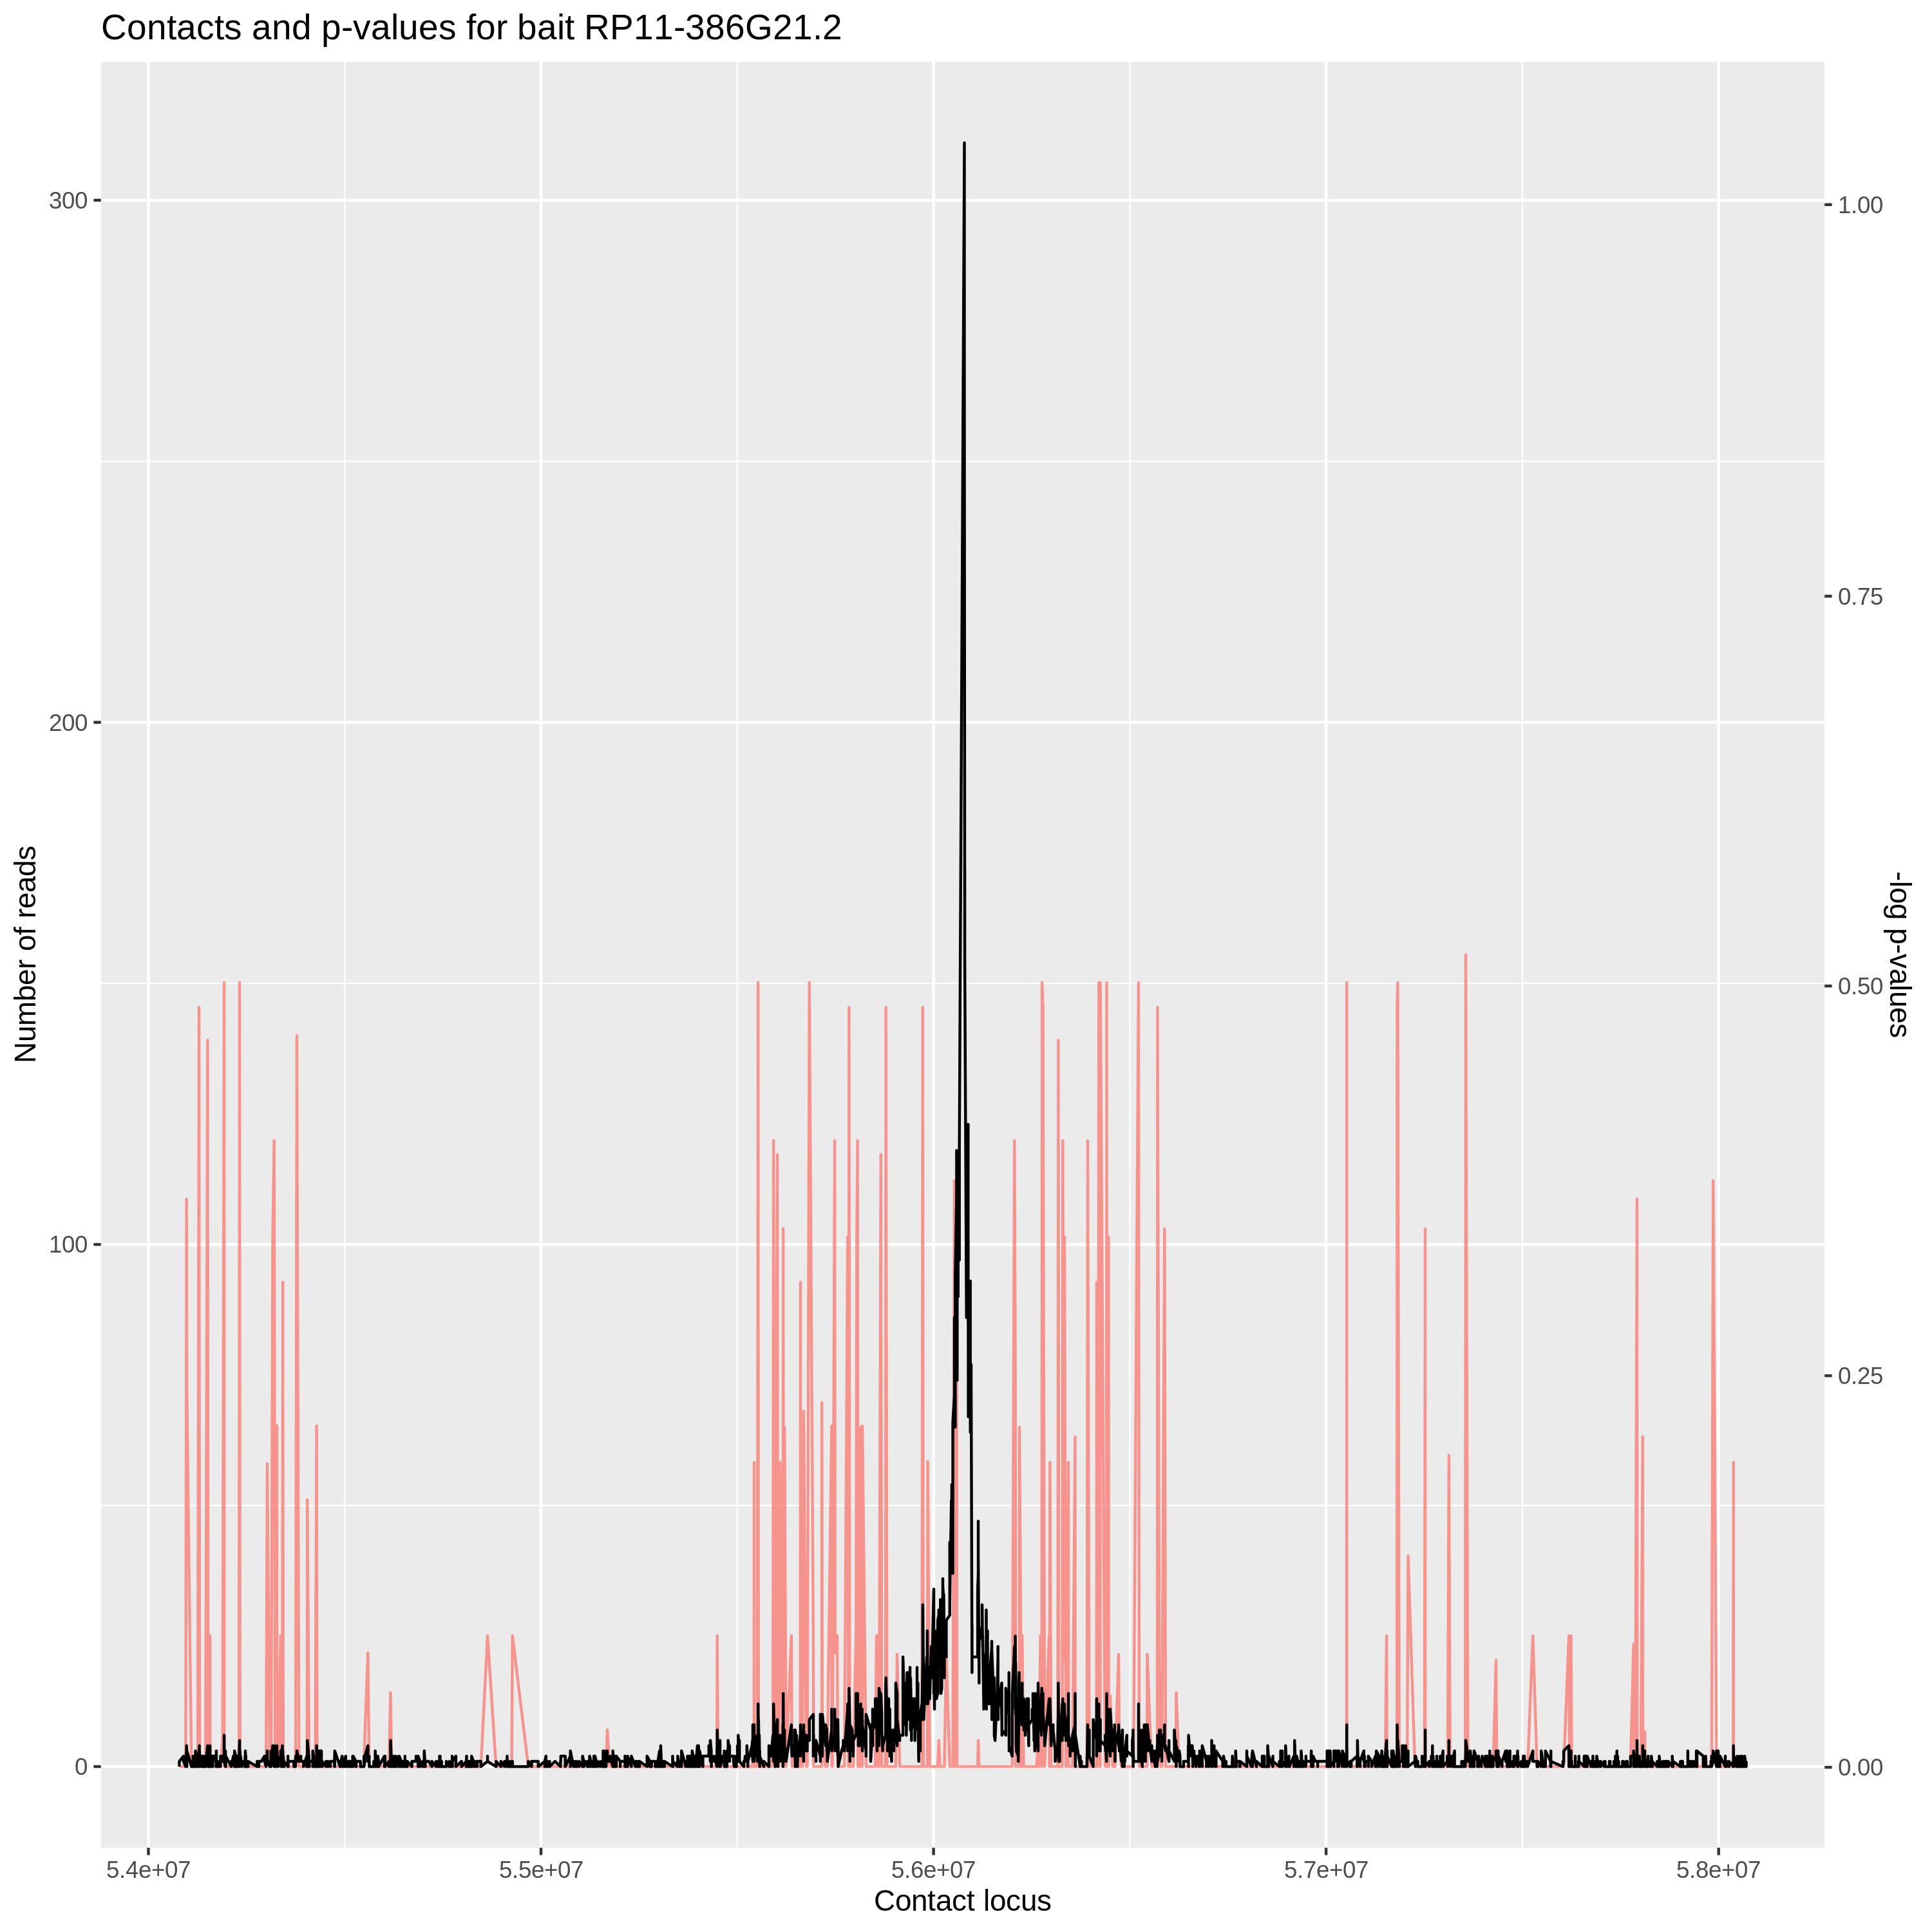 Contacts and p-values for bait RP11-386G21.2
300
200
100
0
1.00
0.75
0.50
0.25
0.00
Number of reads
-log p-values
5.4e+07
5.5e+07
5.6e+07
5.7e+07
5.8e+07
Contact locus